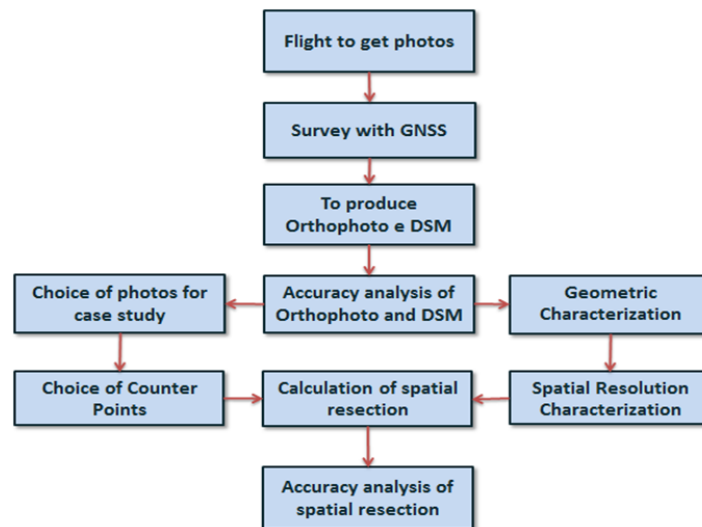 Flight to get photos
Survey with GNSS
To produce
Orthophoto e DSM
Choice of photos for
case study
Accuracy analysis of
Orthophoto and DSM
Geometric
Characterization
Choice of Counter
Points
Calculation of spatial
resection
Spatial Resolution
Characterization
Accuracy analysis of
spatial resection